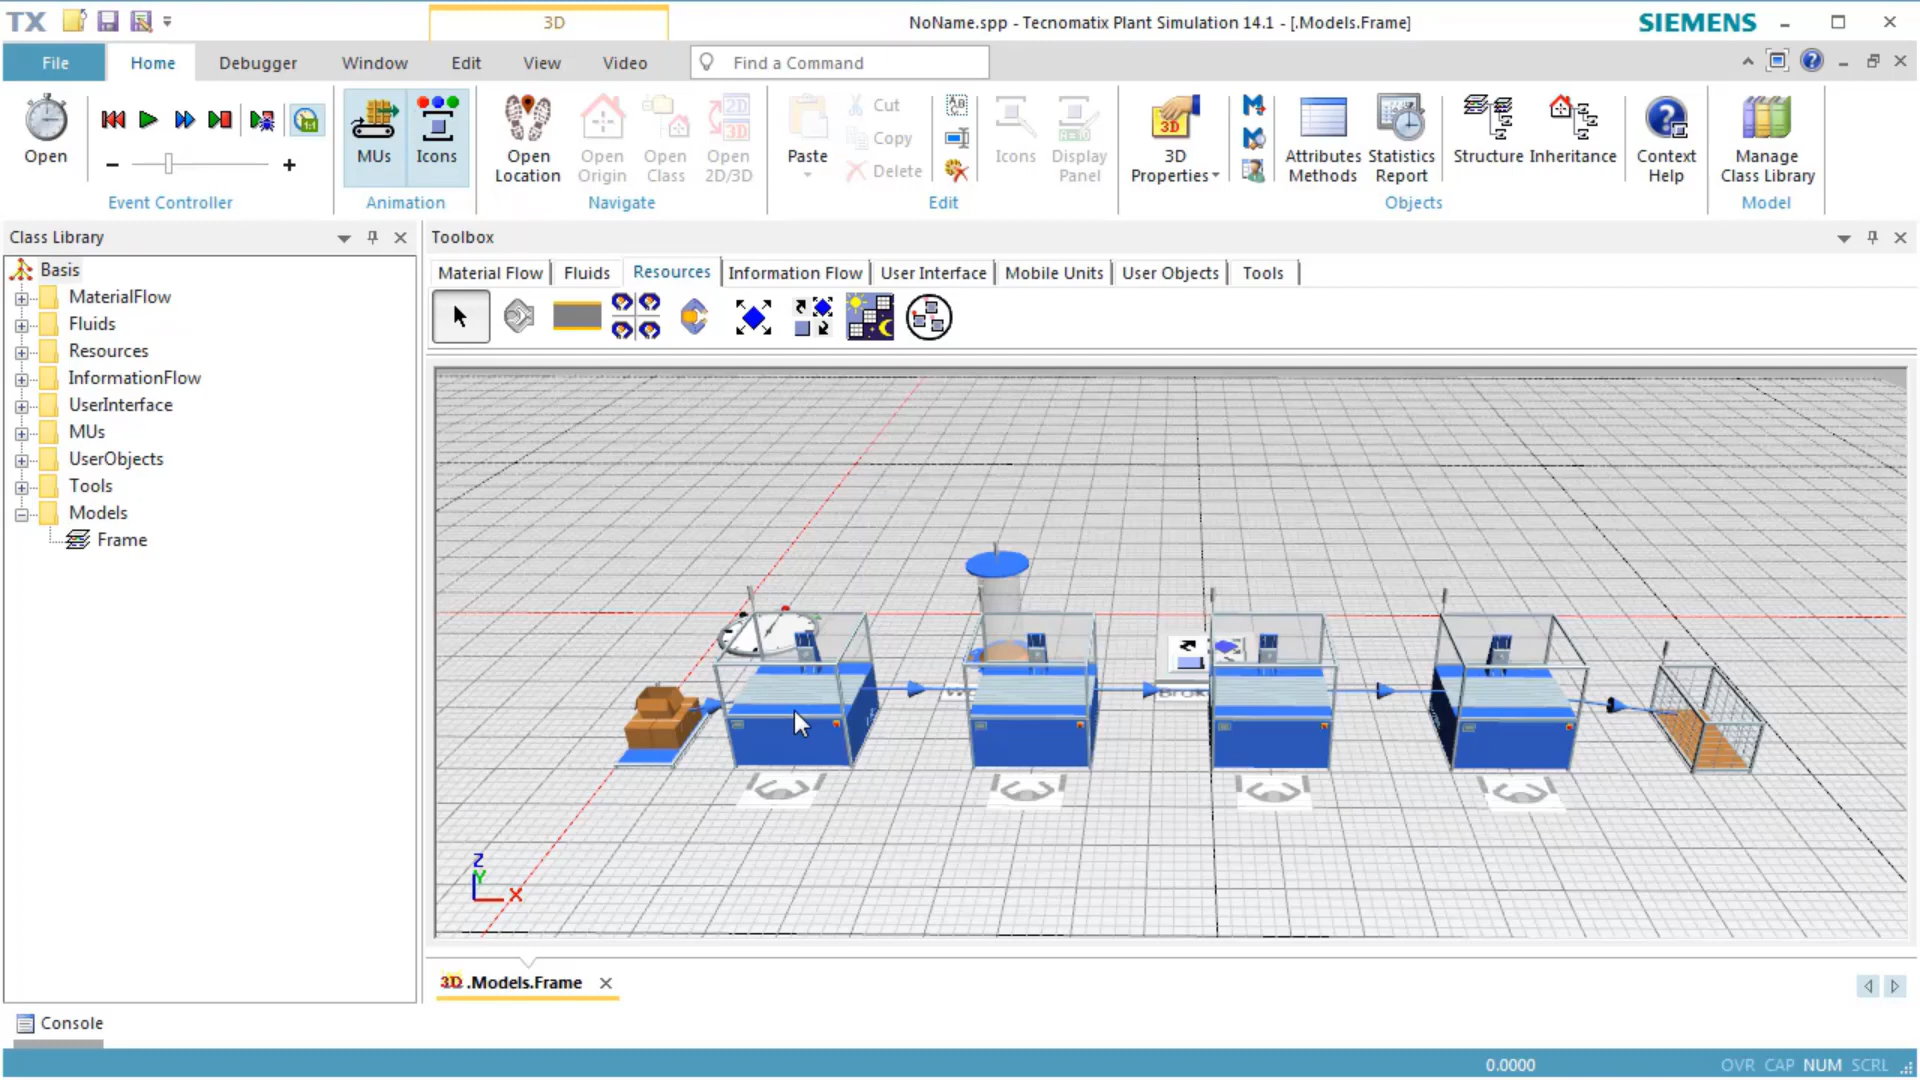 TX
3D
NoName.spp - Tecnomatix Plant Simulation 14.1 - [.Models.Frame]
SIEMENS
File
Home
Debugger
Window
Edit
View
Video
Find a Command
Open
Event Controller
MUs
Icons
Animation
Open
Location
Open
Origin
Open
Class
2D
3D
Open
2D/3D
Navigate
Paste
Cut
Copy
Delete
Edit
Icons
Display
Panel
3D
3D
Properties
Attributes
Methods
Statistics
Report
Structure
Inheritance
Objects
Context
Help
Manage
Class Library
Model
Class Library
Toolbox
Basis
MaterialFlow
Fluids
Resources
InformationFlow
UserInterface
MUs
UserObjects
Tools
Models
Frame
Material Flow
Fluids
Resources
Information Flow
User Interface
Mobile Units
User Objects
Tools
Z
Y
X
3D .Models.Frame
Console
0.0000
OVR CAP NUM SCRL